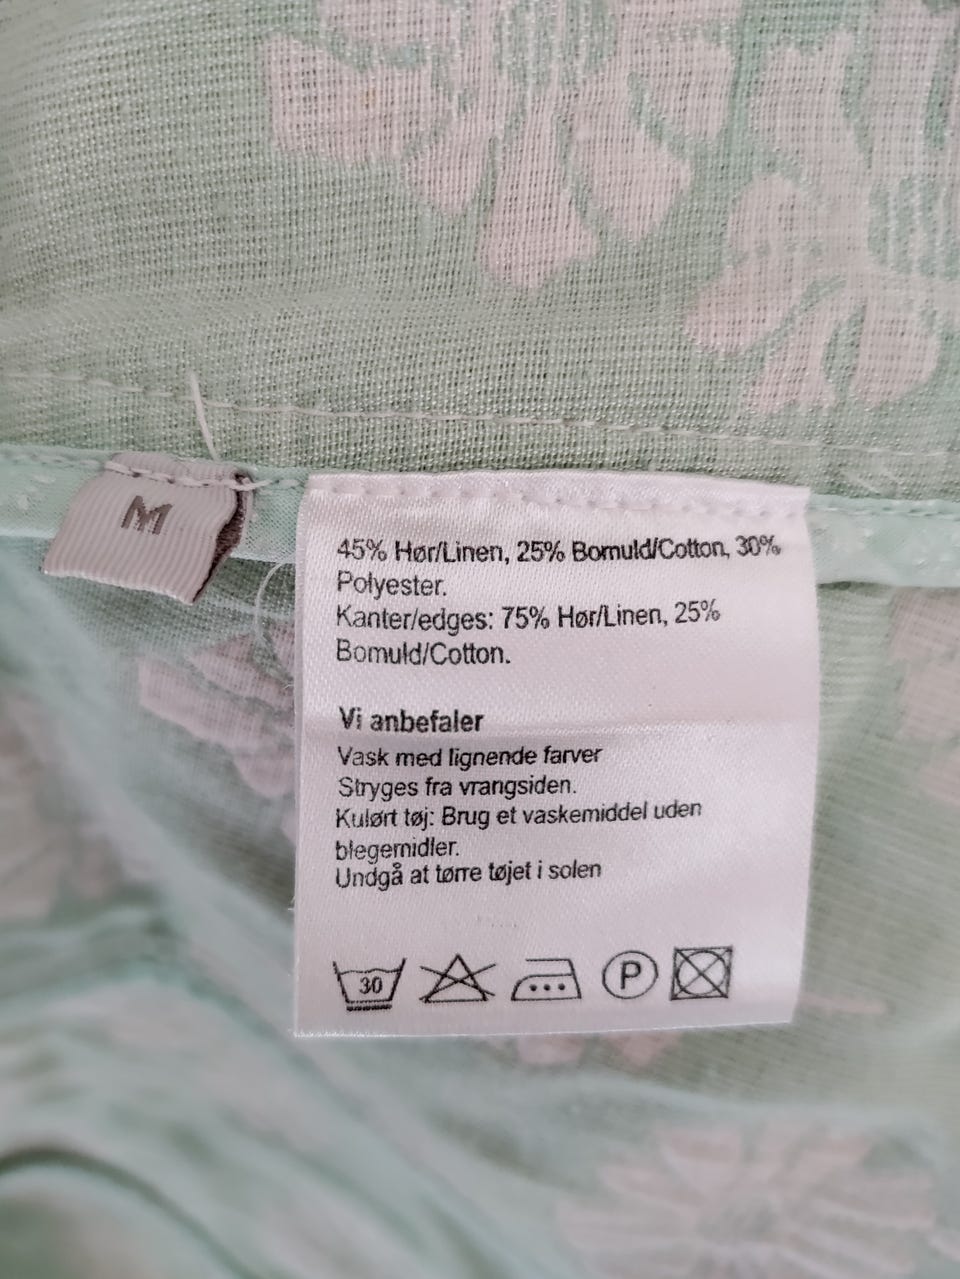 M
45% Hør/Linen, 25% Bomuld/Cotton, 30%
Polyester.
Kanter/edges: 75% Hør/Linen, 25%
Bomuld/Cotton.
Vi anbefaler
Vask med lignende farver
Stryges fra vrangsiden.
Kulørt tøj: Brug et vaskemiddel uden
blegemidler.
Undgå at tørre tøjet i solen
30 P